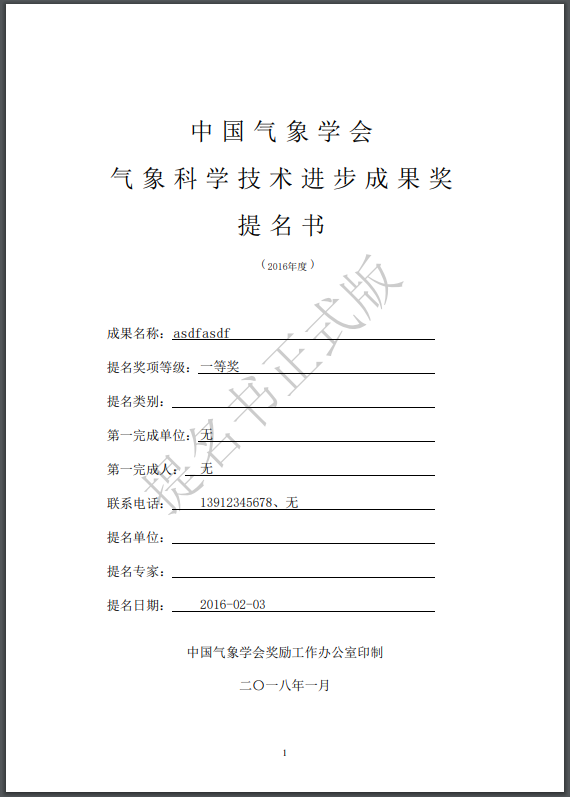 中国气象学会
气象科学技术进步成果奖
提名书
（2016年度）
成果名称：asdfasdf
提名奖项等级：一等奖
提名类别：
第一完成单位：无
第一完成人：无
联系电话：13912345678、无
提名单位：
提名专家：
提名日期：2016-02-03
提名书正式版
中国气象学会奖励工作办公室印制
二〇一八年一月
1